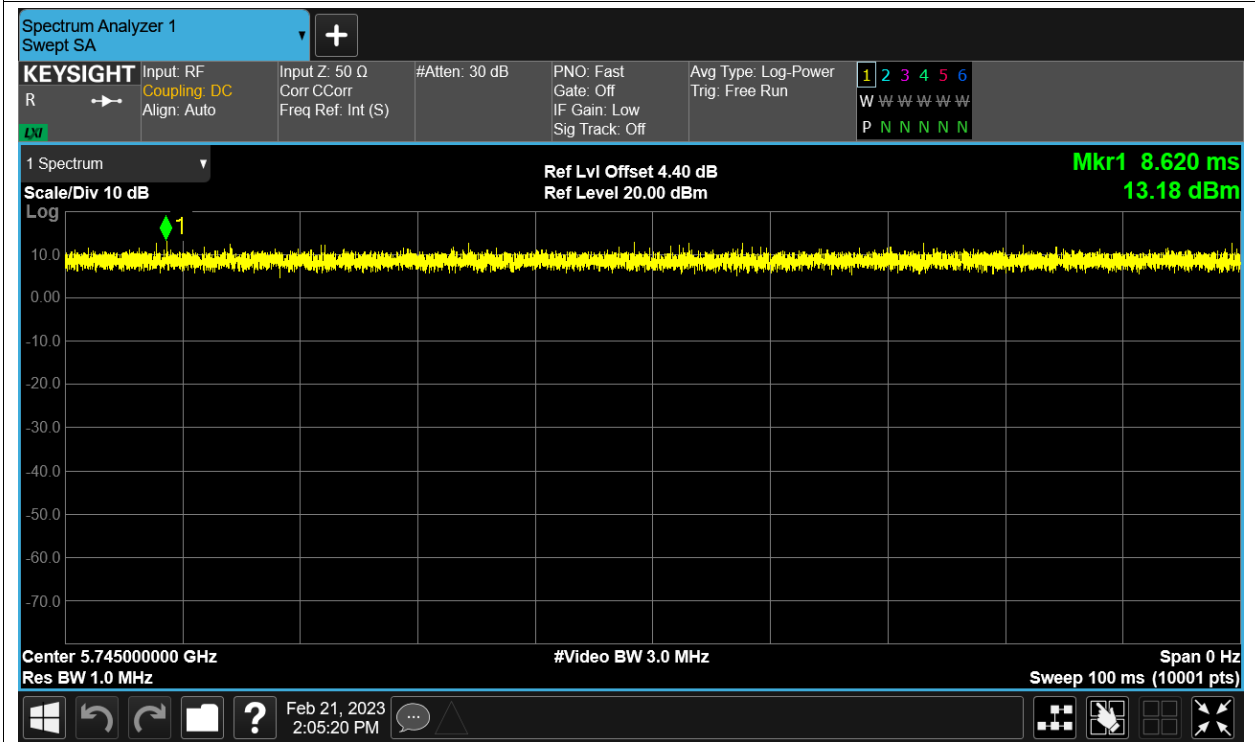 Spectrum Analyzer 1
Swept SA
▼
+
KEYSIGHT
R
LXI
Input: RF
Coupling: DC
Align: Auto
Input Z: 50 Ω
Corr CCorr
Freq Ref: Int (S)
#Atten: 30 dB
PNO: Fast
Gate: Off
IF Gain: Low
Sig Track: Off
Avg Type: Log-Power
Trig: Free Run
1 2 3 4 5 6
W W W W W W
P N N N N N
1 Spectrum ▼
Scale/Div 10 dB
Log
Ref Lvl Offset 4.40 dB
Ref Level 20.00 dBm
Mkr1 8.620 ms
13.18 dBm
1
10.0
0.00
-10.0
-20.0
-30.0
-40.0
-50.0
-60.0
-70.0
Center 5.745000000 GHz
Res BW 1.0 MHz
#Video BW 3.0 MHz
Span 0 Hz
Sweep 100 ms (10001 pts)
?
Feb 21, 2023
2:05:20 PM